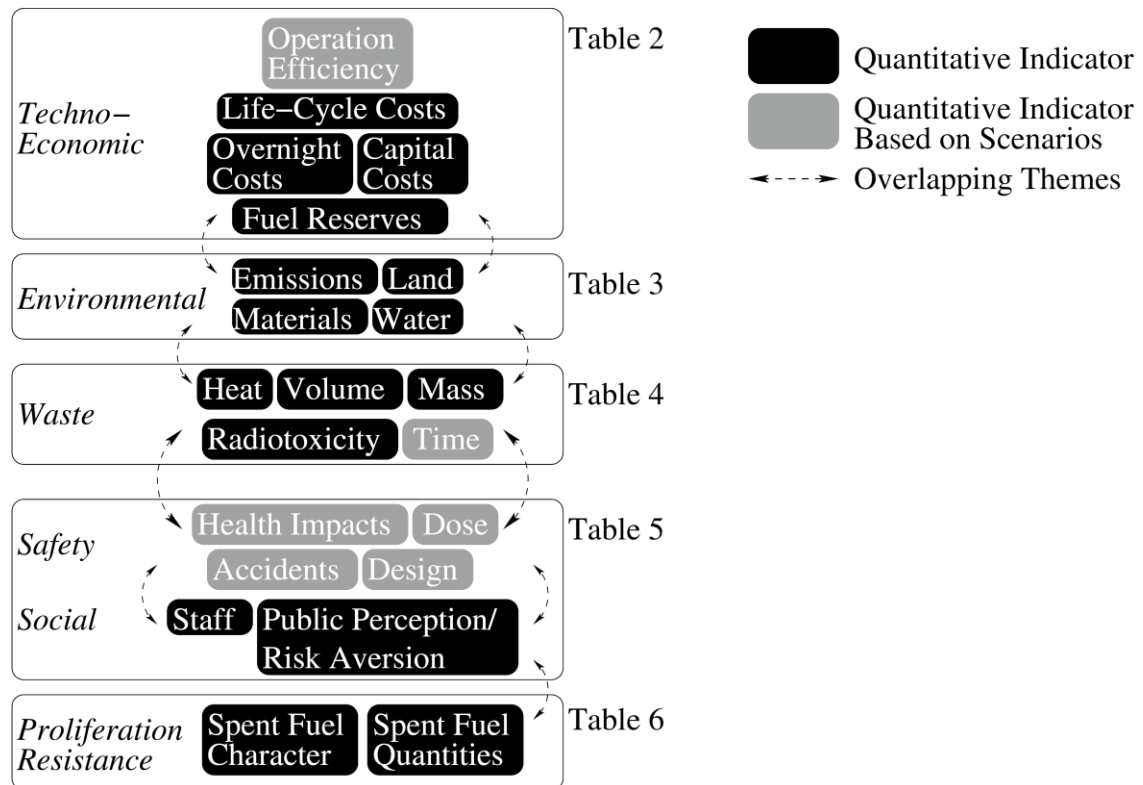 Operation
Efficiency
Table 2
Techno-
Economic
Life-Cycle Costs
Overnight
Costs
Capital
Costs
Fuel Reserves
Environmental
Emissions
Land
Materials
Water
Table 3
Waste
Heat
Volume
Mass
Radiotoxicity
Time
Table 4
Safety
Health Impacts
Dose
Accidents
Design
Table 5
Social
Staff
Public Perception/
Risk Aversion
Proliferation
Resistance
Spent Fuel
Character
Spent Fuel
Quantities
Table 6
Quantitative Indicator
Quantitative Indicator
Based on Scenarios
Overlapping Themes